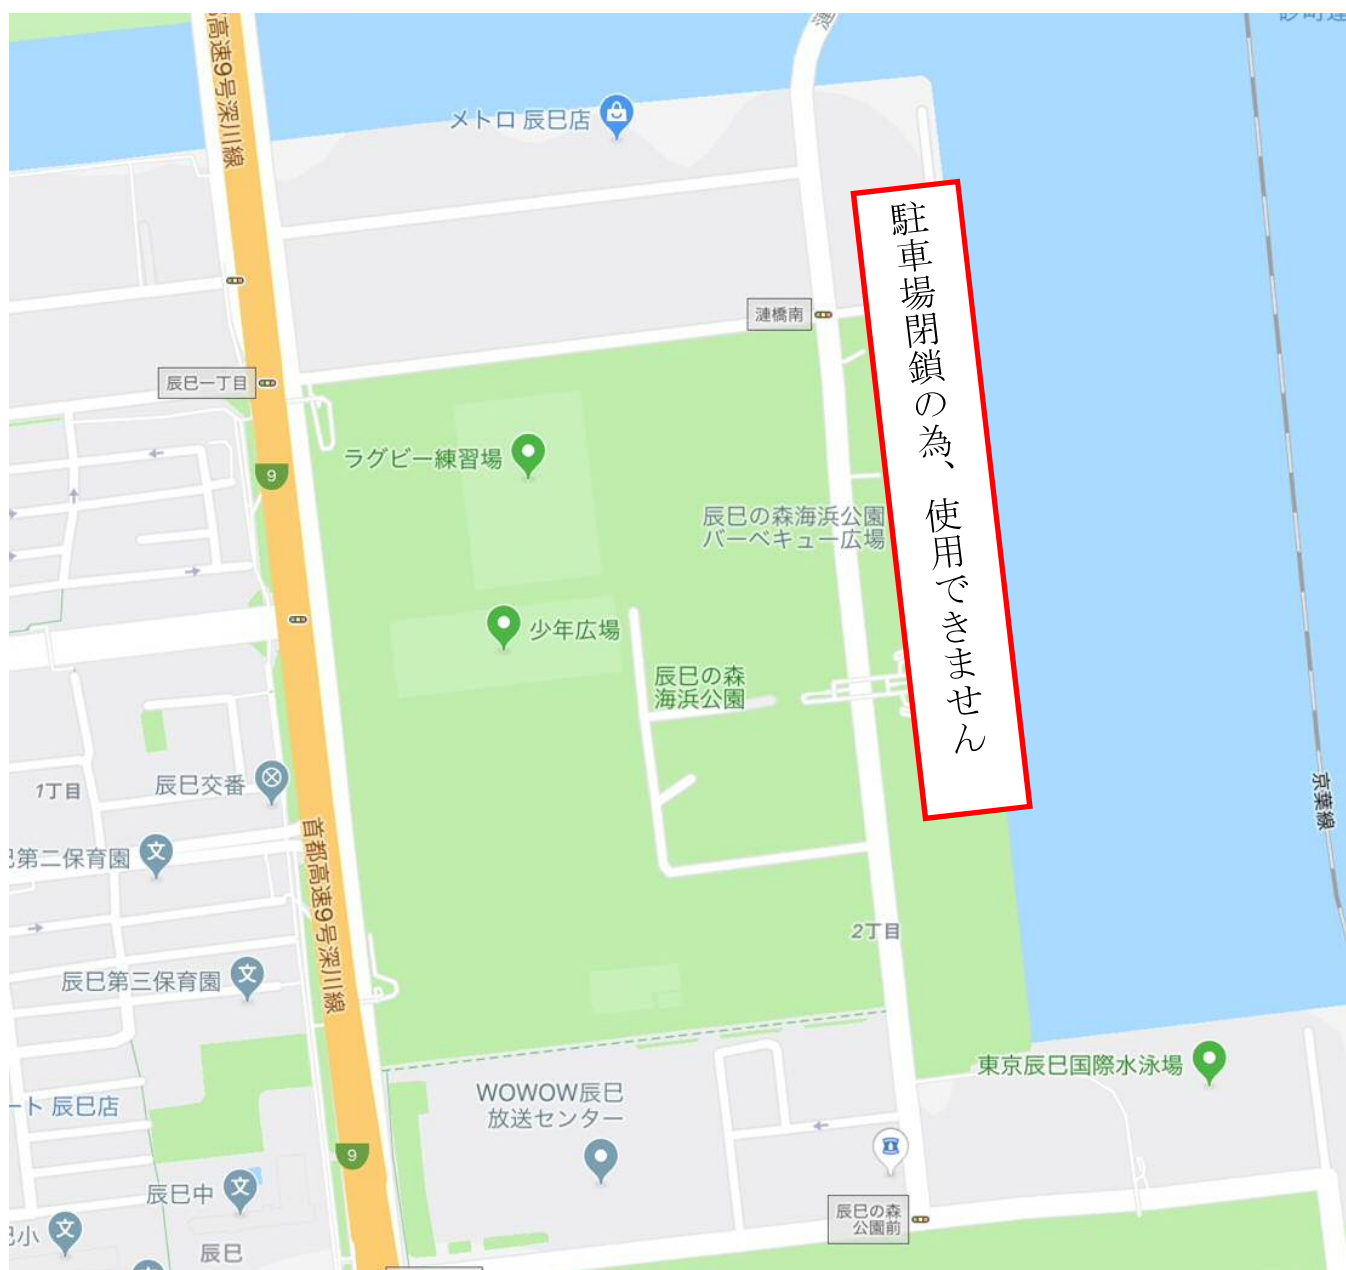 高速9号深川線
メトロ 辰巳店
駐車場閉鎖の為、使用できません
漣橋南
辰巳一丁目
9
ラグビー練習場
辰巳の森海浜公園
バーベキュー広場
少年広場
辰巳の森
海浜公園
辰巳交番
1丁目
京葉線
首都高速9号深川線
第二保育園
2丁目
辰巳第三保育園
東京辰巳国際水泳場
WOWOW辰巳
放送センター
ート 辰巳店
9
辰巳中
辰巳の森
公園前
小
辰巳